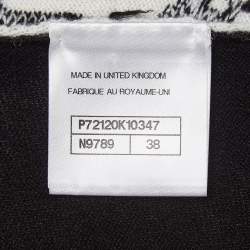 MADE IN UNITED KINGDOM
FABRIQUE AU ROYAUME-UNI
P72120K10347
N9789 38